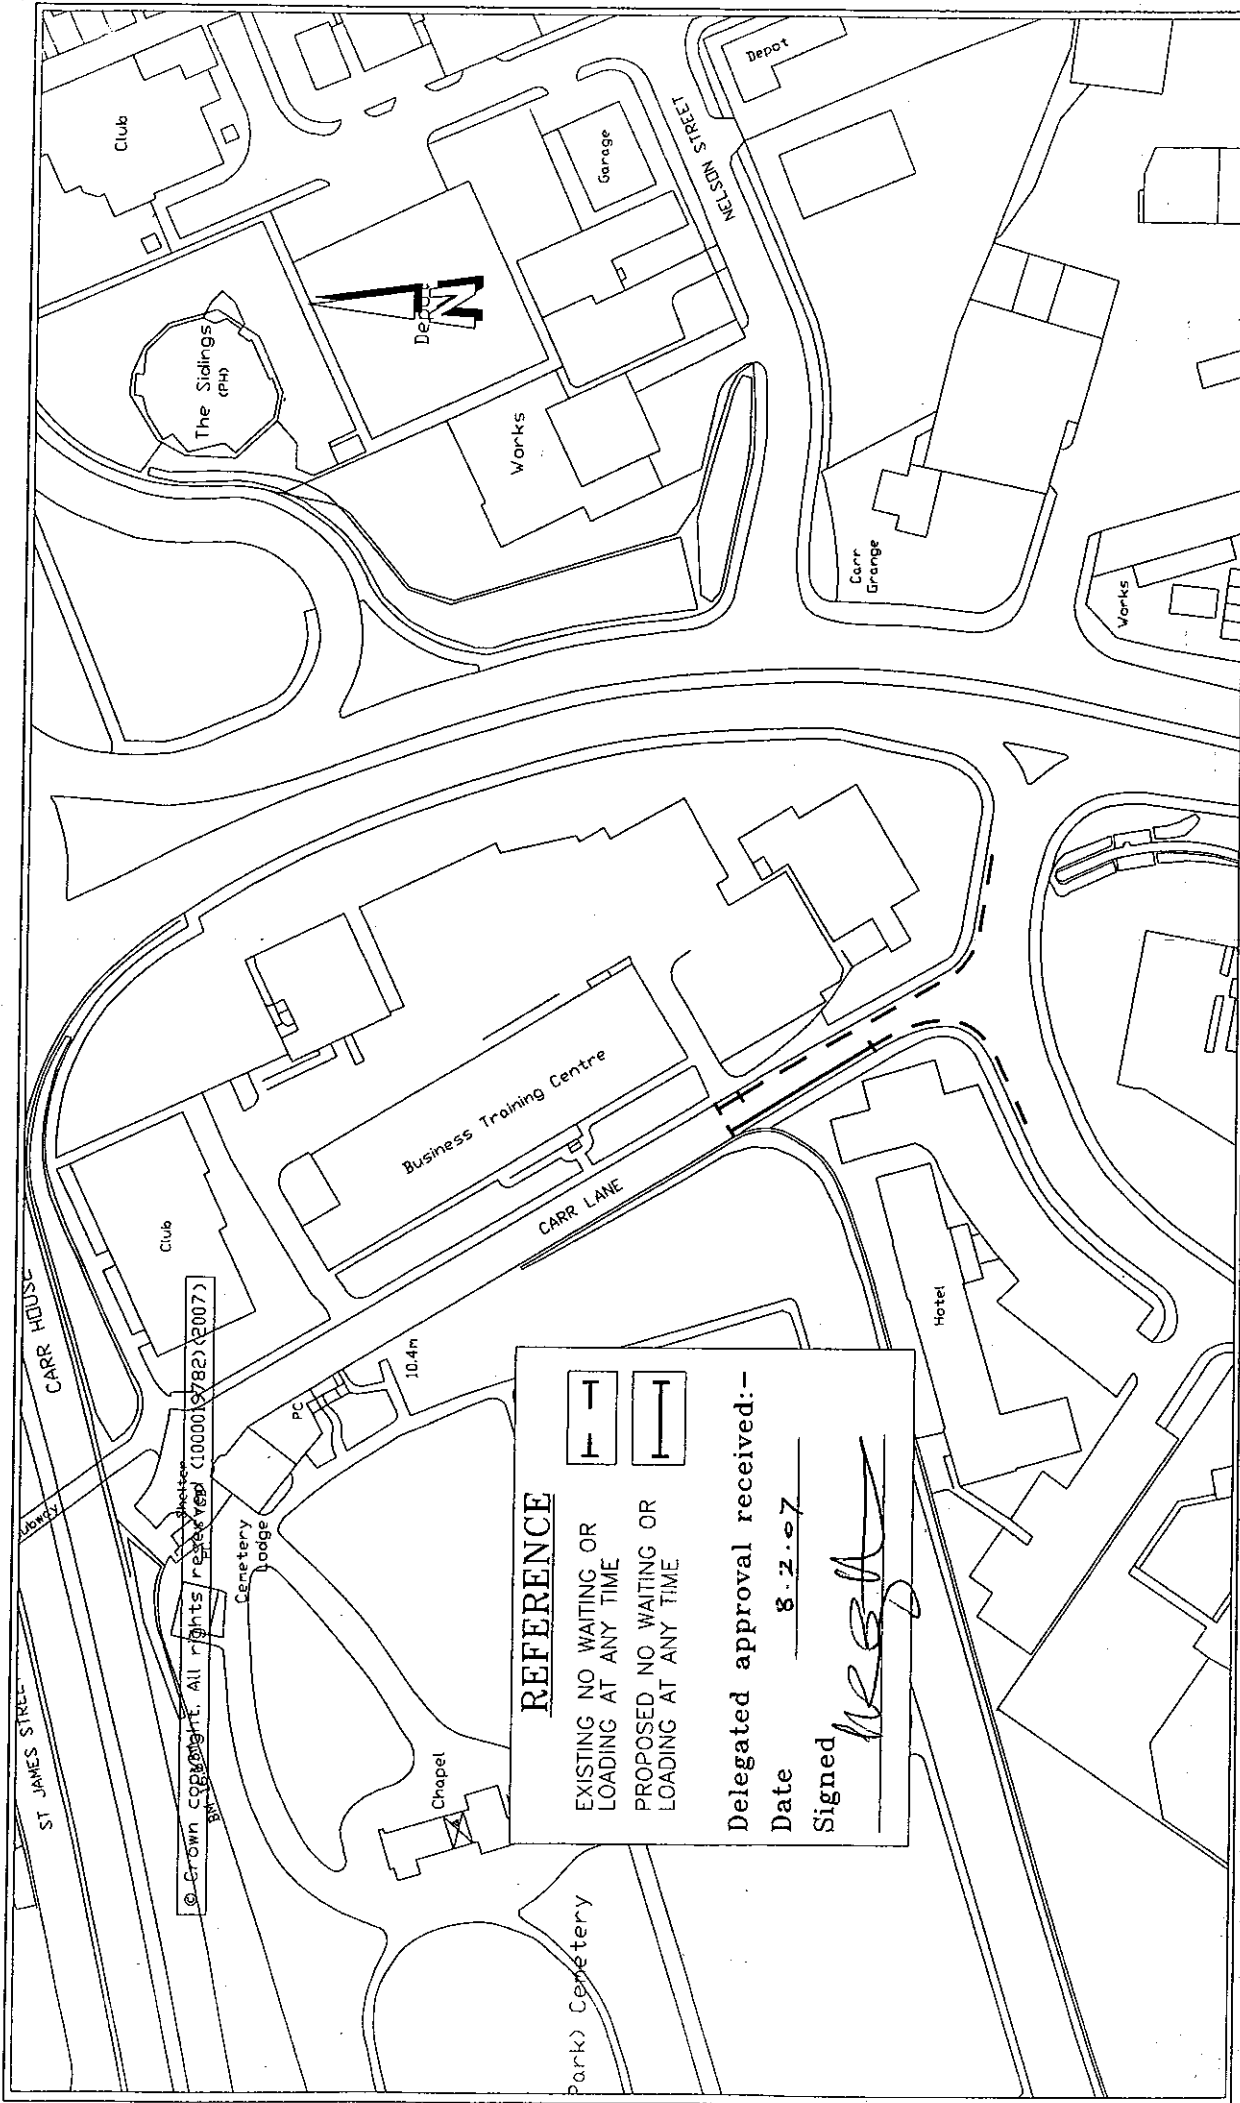 ST JAMES STREET
CARR HOUSE
Subway
Club
Club
The Sidings
(PH)
Depot
N
Garage
NELSON STREET
Depot
Works
Carr
Grange
Works
Business Training Centre
CARR LANE
10.4m
PC
Shelter
TCB
Cemetery
Lodge
© Crown copyright. All rights reserved (100019782)(2007)
Chapel
Park) Cemetery
Hotel
REFERENCE
EXISTING NO WAITING OR
LOADING AT ANY TIME
PROPOSED NO WAITING OR
LOADING AT ANY TIME
Delegated approval received:-
Date 8.2.07
Signed